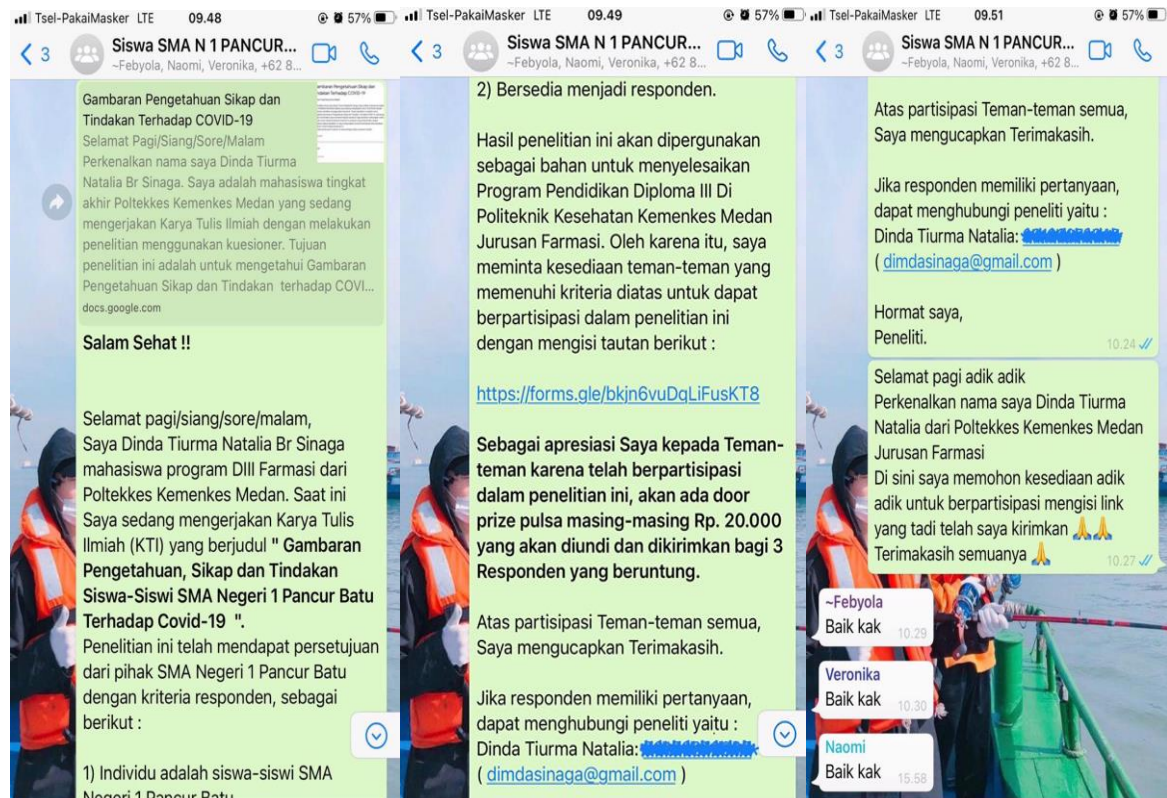 Tsel-PakaiMasker LTE 09.48 57%
3 Siswa SMA N 1 PANCUR...
~Febyola, Naomi, Veronika, +62 8...
Gambaran Pengetahuan Sikap dan
Tindakan Terhadap COVID-19
Selamat Pagi/Siang/Sore/Malam
Perkenalkan nama saya Dinda Tiurma
Natalia Br Sinaga. Saya adalah mahasiswa tingkat
akhir Poltekkes Kemenkes Medan yang sedang
mengerjakan Karya Tulis Ilmiah dengan melakukan
penelitian menggunakan kuesioner. Tujuan
penelitian ini adalah untuk mengetahui Gambaran
Pengetahuan Sikap dan Tindakan terhadap COVI...
docs.google.com
Salam Sehat !!
Selamat pagi/siang/sore/malam,
Saya Dinda Tiurma Natalia Br Sinaga
mahasiswa program DIII Farmasi dari
Poltekkes Kemenkes Medan. Saat ini
Saya sedang mengerjakan Karya Tulis
Ilmiah (KTI) yang berjudul " Gambaran
Pengetahuan, Sikap dan Tindakan
Siswa-Siswi SMA Negeri 1 Pancur Batu
Terhadap Covid-19 ".
Penelitian ini telah mendapat persetujuan
dari pihak SMA Negeri 1 Pancur Batu
dengan kriteria responden, sebagai
berikut :
1) Individu adalah siswa-siswi SMA
Negeri 1 Pancur Batu
Tsel-PakaiMasker LTE 09.49 57%
3 Siswa SMA N 1 PANCUR...
~Febyola, Naomi, Veronika, +62 8...
2) Bersedia menjadi responden.
Hasil penelitian ini akan dipergunakan
sebagai bahan untuk menyelesaikan
Program Pendidikan Diploma III Di
Politeknik Kesehatan Kemenkes Medan
Jurusan Farmasi. Oleh karena itu, saya
meminta kesediaan teman-teman yang
memenuhi kriteria diatas untuk dapat
berpartisipasi dalam penelitian ini
dengan mengisi tautan berikut :
https://forms.gle/bkjn6vuDqLiFusKT8
Sebagai apresiasi Saya kepada Teman-
teman karena telah berpartisipasi
dalam penelitian ini, akan ada door
prize pulsa masing-masing Rp. 20.000
yang akan diundi dan dikirimkan bagi 3
Responden yang beruntung.
Atas partisipasi Teman-teman semua,
Saya mengucapkan Terimakasih.
Jika responden memiliki pertanyaan,
dapat menghubungi peneliti yaitu :
Dinda Tiurma Natalia:
( dimdasinaga@gmail.com )
Tsel-PakaiMasker LTE 09.51 57%
3 Siswa SMA N 1 PANCUR...
~Febyola, Naomi, Veronika, +62 8...
Atas partisipasi Teman-teman semua,
Saya mengucapkan Terimakasih.
Jika responden memiliki pertanyaan,
dapat menghubungi peneliti yaitu :
Dinda Tiurma Natalia:
( dimdasinaga@gmail.com )
Hormat saya,
Peneliti.
10.24
Selamat pagi adik adik
Perkenalkan nama saya Dinda Tiurma
Natalia dari Poltekkes Kemenkes Medan
Jurusan Farmasi
Di sini saya memohon kesediaan adik
adik untuk berpartisipasi mengisi link
yang tadi telah saya kirimkan 🙏🙏
Terimakasih semuanya 🙏
10.27
~Febyola
Baik kak 10.29
Veronika
Baik kak 10.30
Naomi
Baik kak 15.58